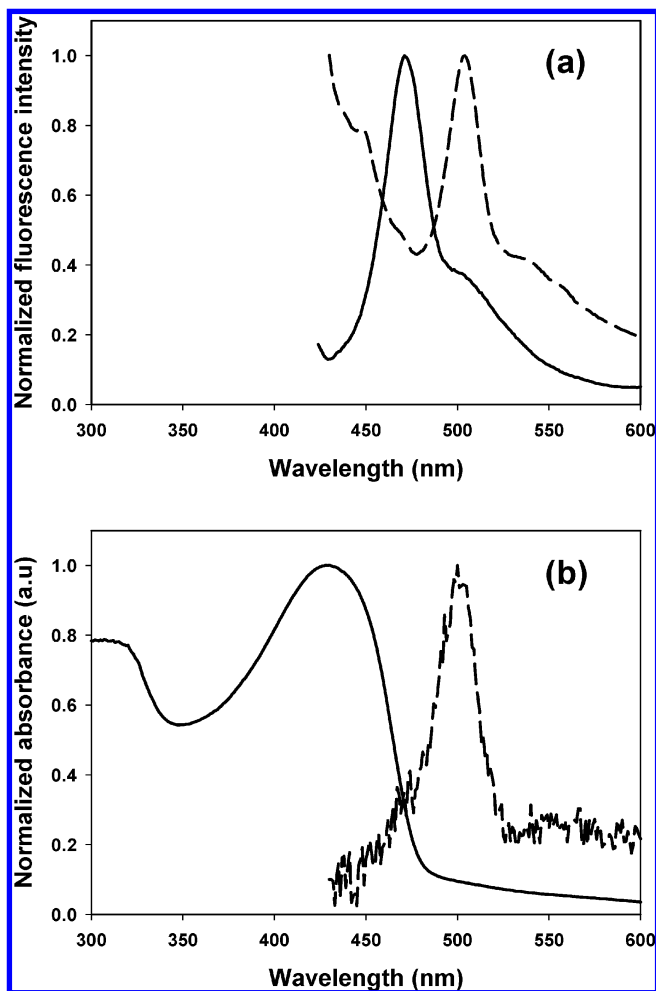 Normalized fluorescence intensity
(a)
1.0
0.8
0.6
0.4
0.2
0.0
300 350 400 450 500 550 600
Wavelength (nm)
Normalized absorbance (a.u)
(b)
1.0
0.8
0.6
0.4
0.2
0.0
300 350 400 450 500 550 600
Wavelength (nm)